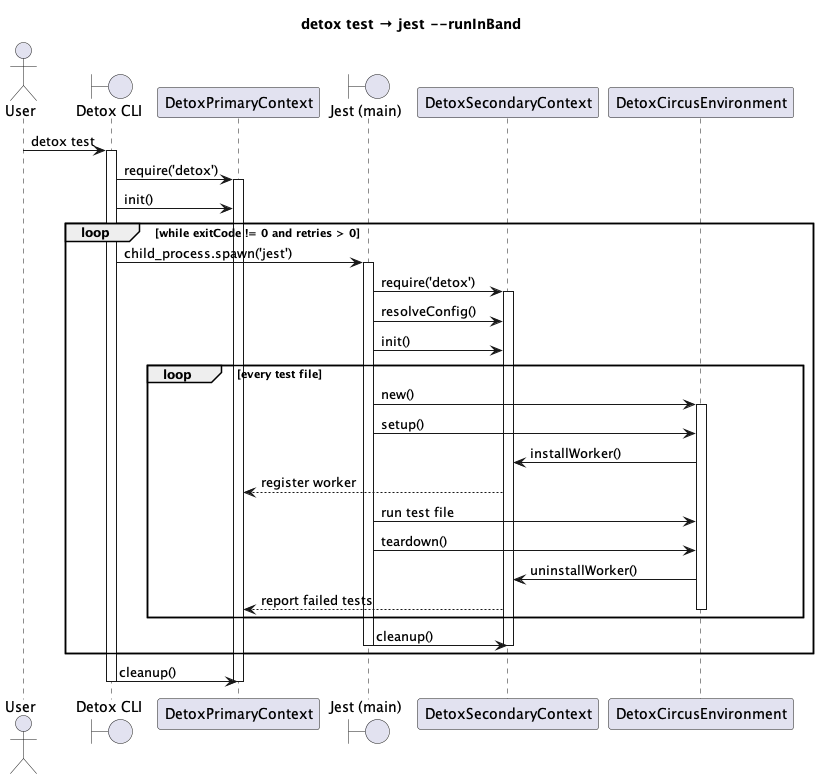 detox test → jest --runInBand
User
Detox CLI
DetoxPrimaryContext
Jest (main)
DetoxSecondaryContext
DetoxCircusEnvironment
detox test
require('detox')
init()
loop
[while exitCode != 0 and retries > 0]
child_process.spawn('jest')
require('detox')
resolveConfig()
init()
loop
[every test file]
new()
setup()
installWorker()
register worker
run test file
teardown()
uninstallWorker()
report failed tests
cleanup()
cleanup()
User
Detox CLI
DetoxPrimaryContext
Jest (main)
DetoxSecondaryContext
DetoxCircusEnvironment